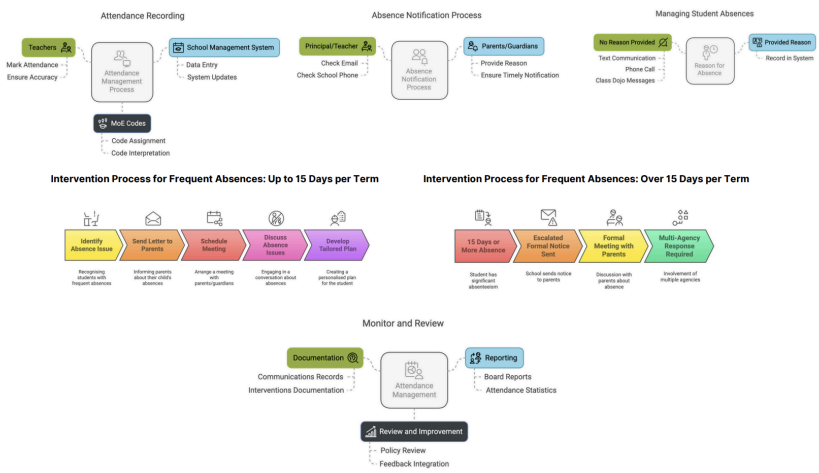 Attendance Recording
Teachers
Mark Attendance
Ensure Accuracy
Attendance
Management
Process
School Management System
Data Entry
System Updates
MoE Codes
Code Assignment
Code Interpretation
Absence Notification Process
Principal/Teacher
Check Email
Check School Phone
Absence
Notification
Process
Parents/Guardians
Provide Reason
Ensure Timely Notification
Managing Student Absences
No Reason Provided
Text Communication
Phone Call
Class Dojo Messages
Reason for
Absence
Provided Reason
Record in System
Intervention Process for Frequent Absences: Up to 15 Days per Term
Identify
Absence Issue
Recognising
students with
frequent absences
Send Letter to
Parents
Informing parents
about their child's
absences
Schedule
Meeting
Arrange a meeting
with
parents/guardians
Discuss
Absence
Issues
Engaging in a
conversation about
absences
Develop
Tailored Plan
Creating a
personalised plan
for the student
Intervention Process for Frequent Absences: Over 15 Days per Term
15 Days or
More Absence
Student has
significant
absenteeism
Escalated
Formal Notice
Sent
School sends notice
to parents
Formal
Meeting with
Parents
Discussion with
parents about
absence
Multi-Agency
Response
Required
Involvement of
multiple agencies
Monitor and Review
Documentation
Communications Records
Interventions Documentation
Attendance
Management
Reporting
Board Reports
Attendance Statistics
Review and Improvement
Policy Review
Feedback Integration